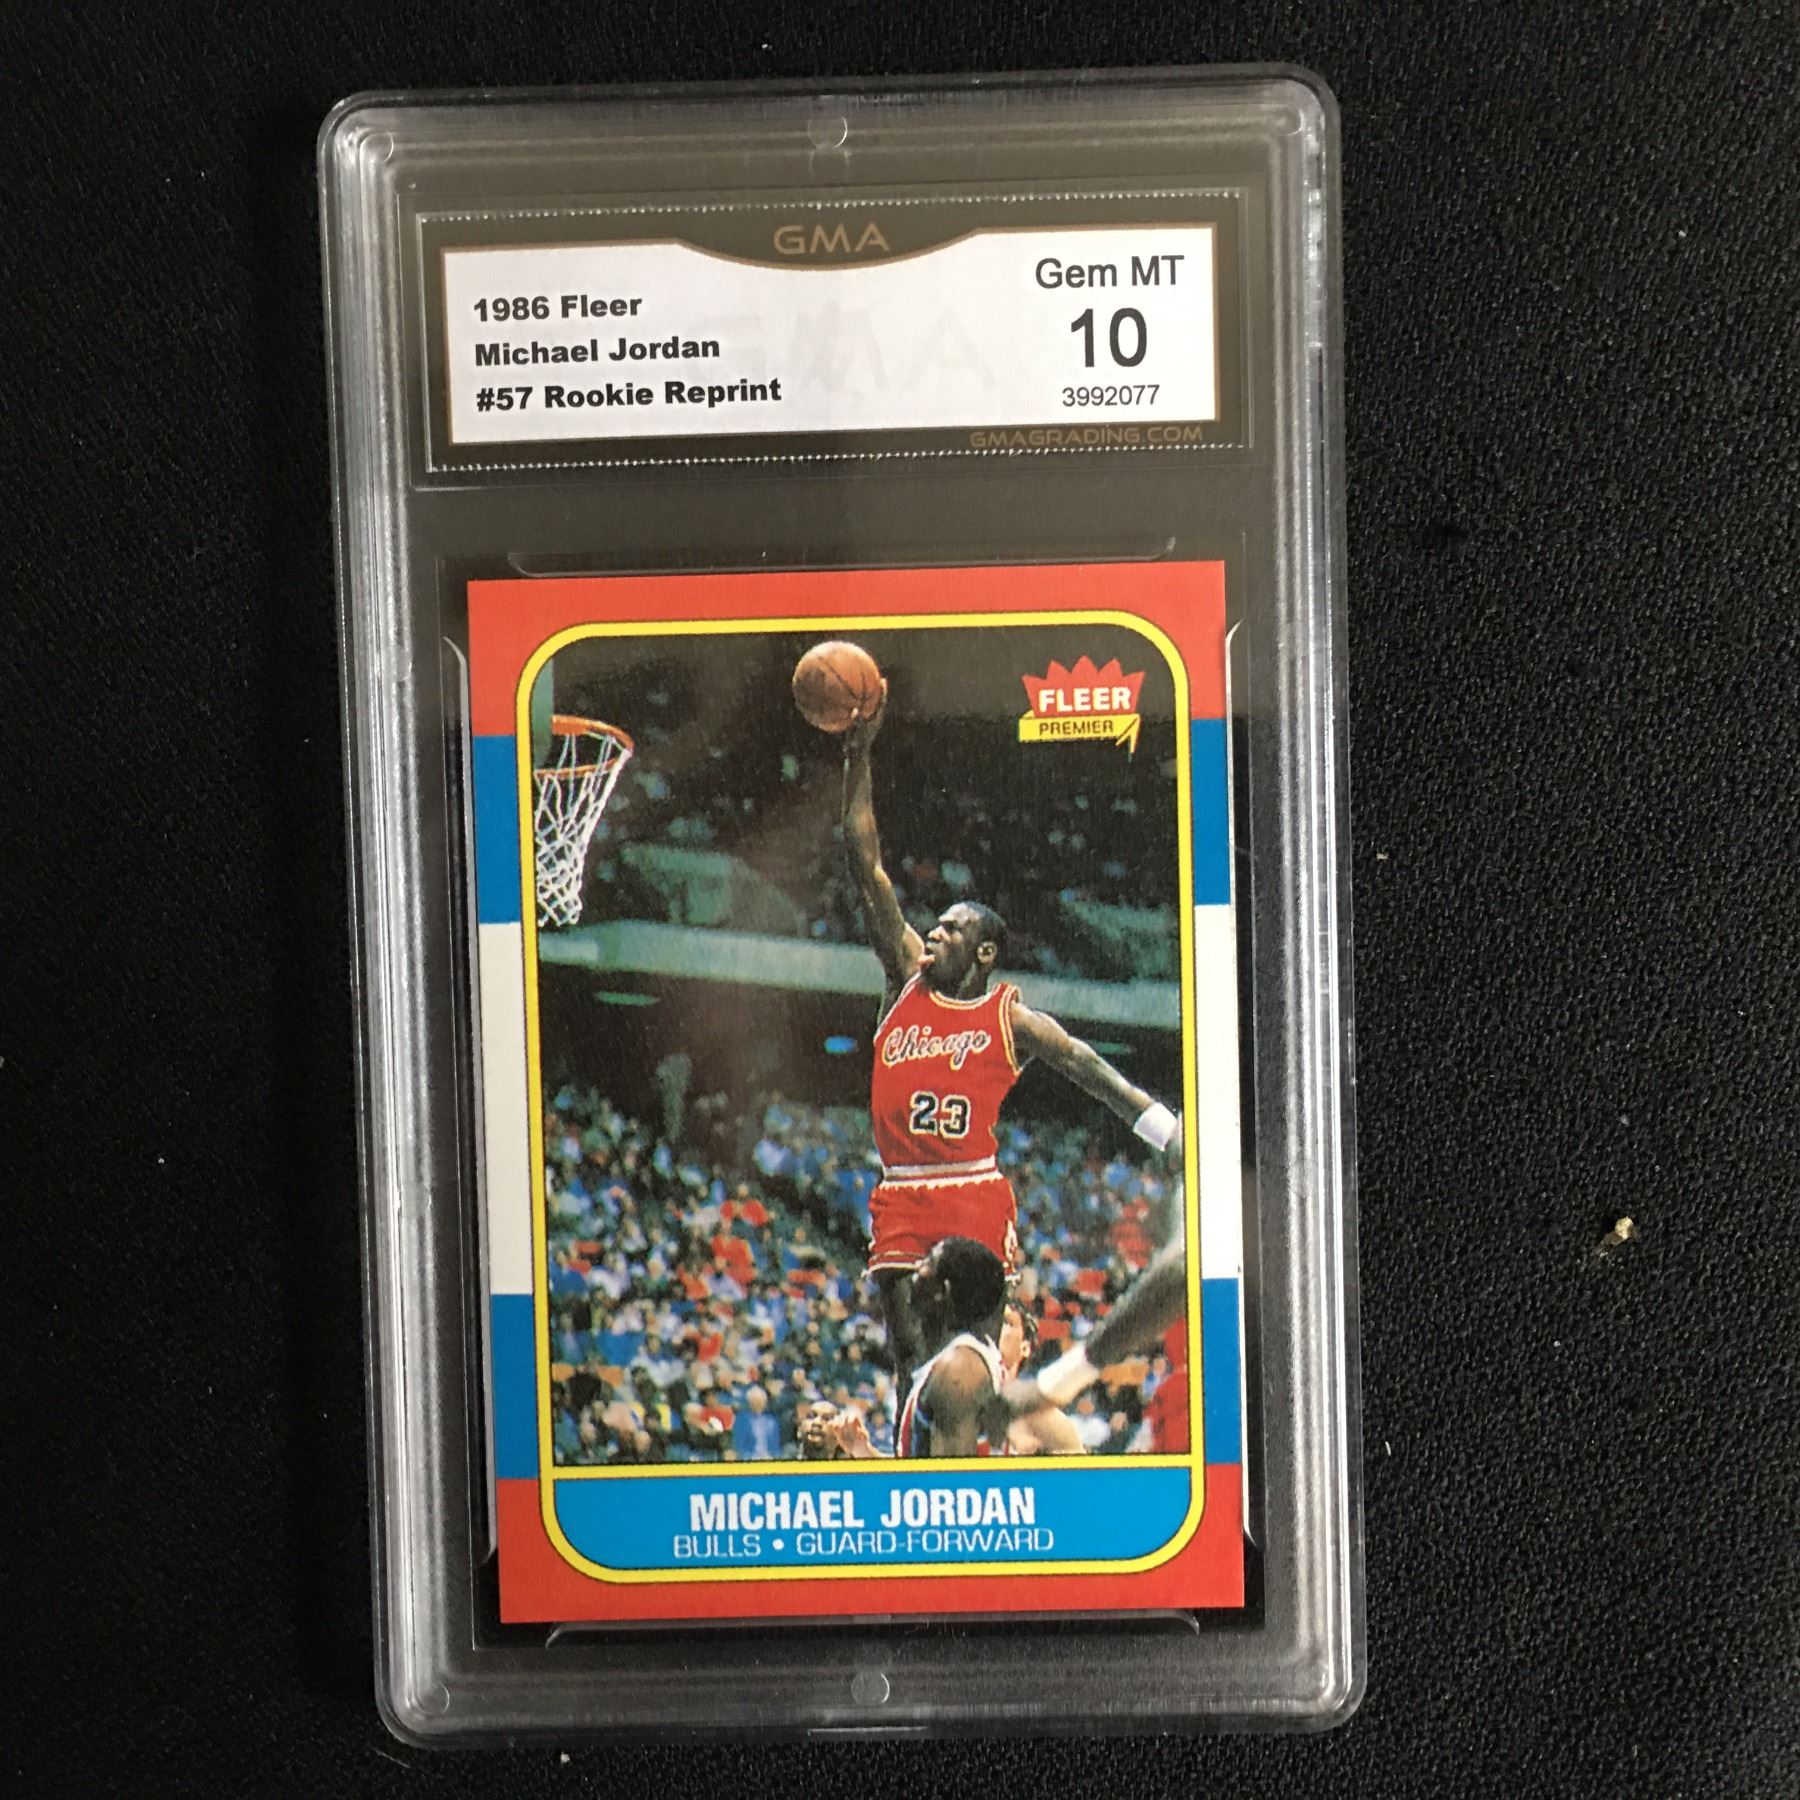 GMA
1986 Fleer
Michael Jordan
#57 Rookie Reprint
Gem MT
10
3992077
GMAGRADING.COM
FLEER
PREMIER
Chicago
23
MICHAEL JORDAN
BULLS • GUARD-FORWARD